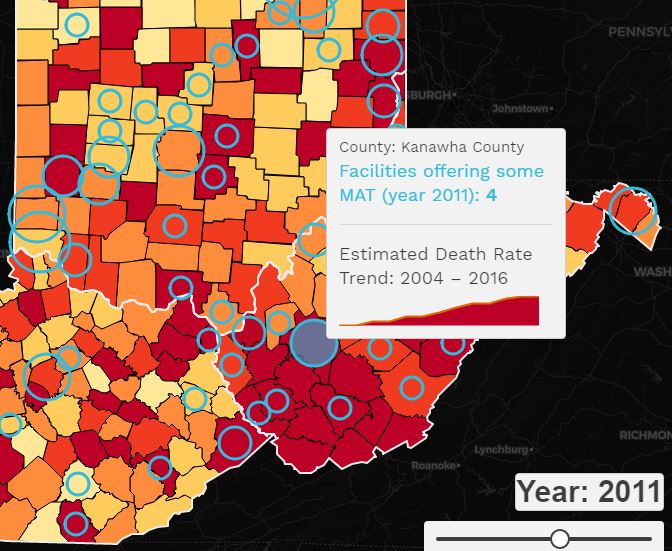 PENNSYLV
SBURGH
Johnstown
County: Kanawha County
Facilities offering some
MAT (year 2011): 4
Estimated Death Rate
Trend: 2004 – 2016
WASH
RICHMON
Lynchburg
Roanoke
Year: 2011